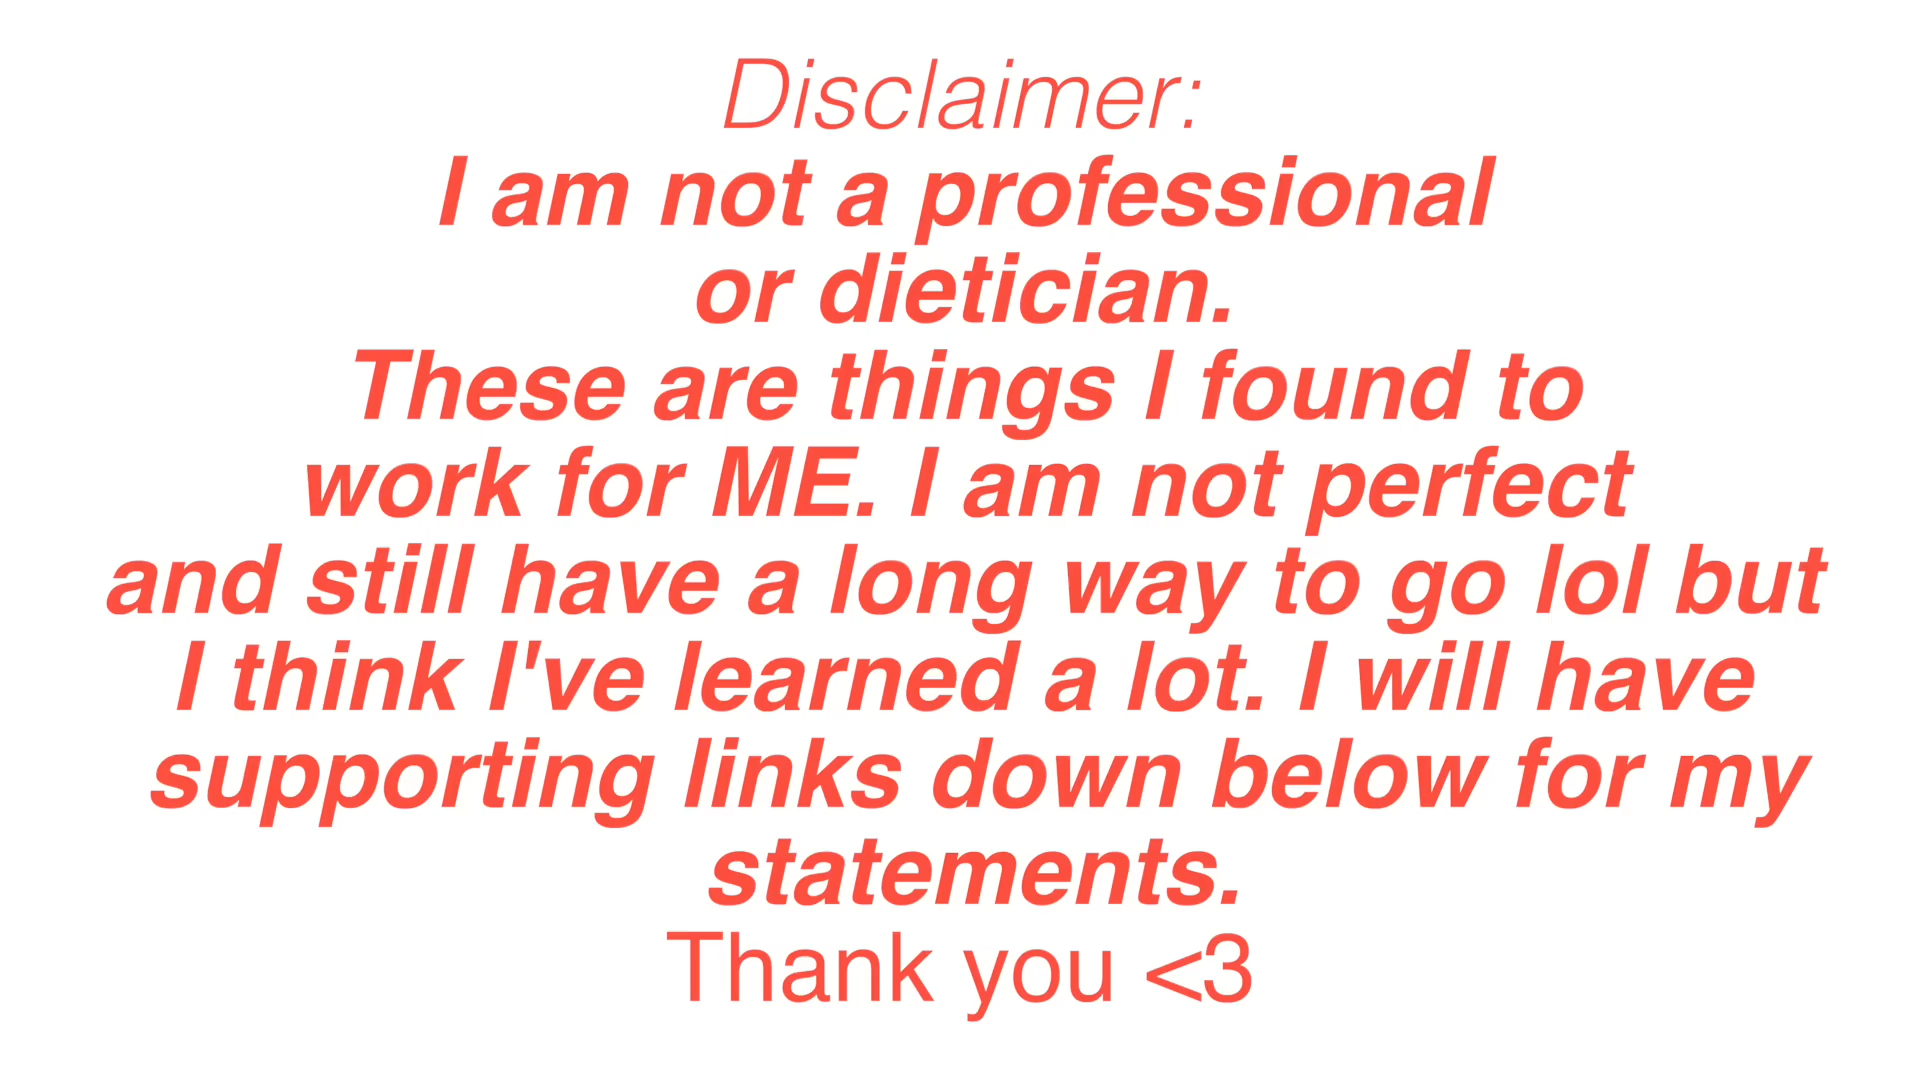 Disclaimer:
I am not a professional
or dietician.
These are things I found to
work for ME. I am not perfect
and still have a long way to go lol but
I think I've learned a lot. I will have
supporting links down below for my
statements.
Thank you <3